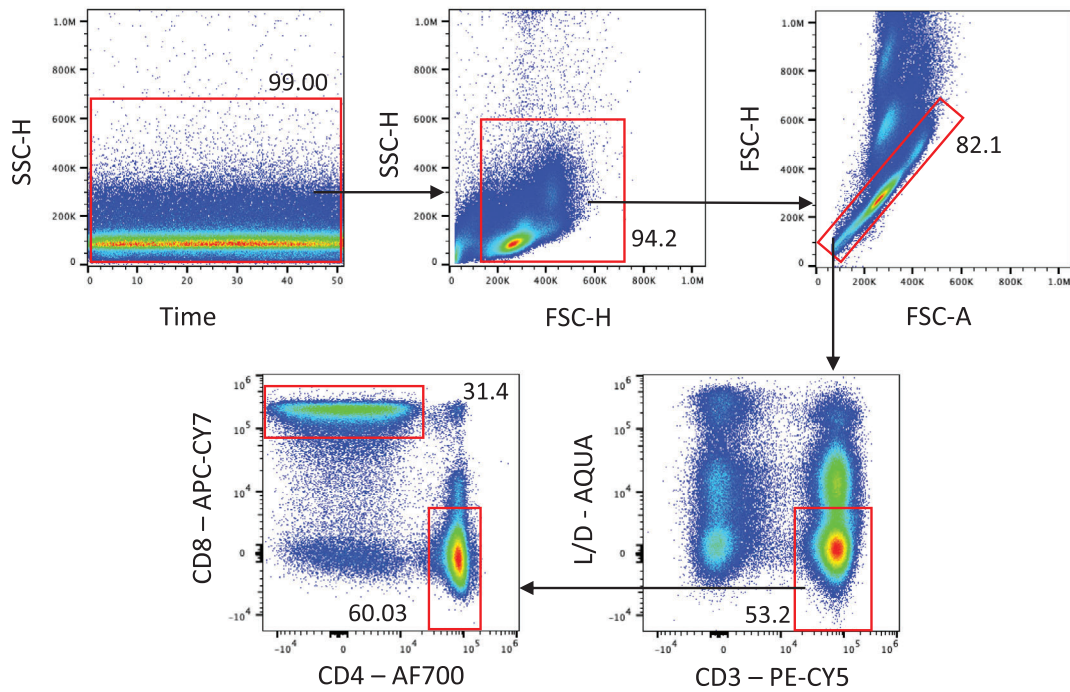 1.0M
800K
600K
400K
200K
0
SSC-H
99.00
0 10 20 30 40 50
Time
1.0M
800K
600K
400K
200K
0
SSC-H
94.2
0 200K 400K 600K 800K 1.0M
FSC-H
1.0M
800K
600K
400K
200K
0
FSC-H
82.1
0 200K 400K 600K 800K 1.0M
FSC-A
10^6
10^5
10^4
0
-10^4
CD8 – APC-CY7
31.4
60.03
-10^4 0 10^4 10^5 10^6
CD4 – AF700
10^6
10^5
10^4
0
-10^4
L/D - AQUA
53.2
-10^4 0 10^4 10^5 10^6
CD3 – PE-CY5